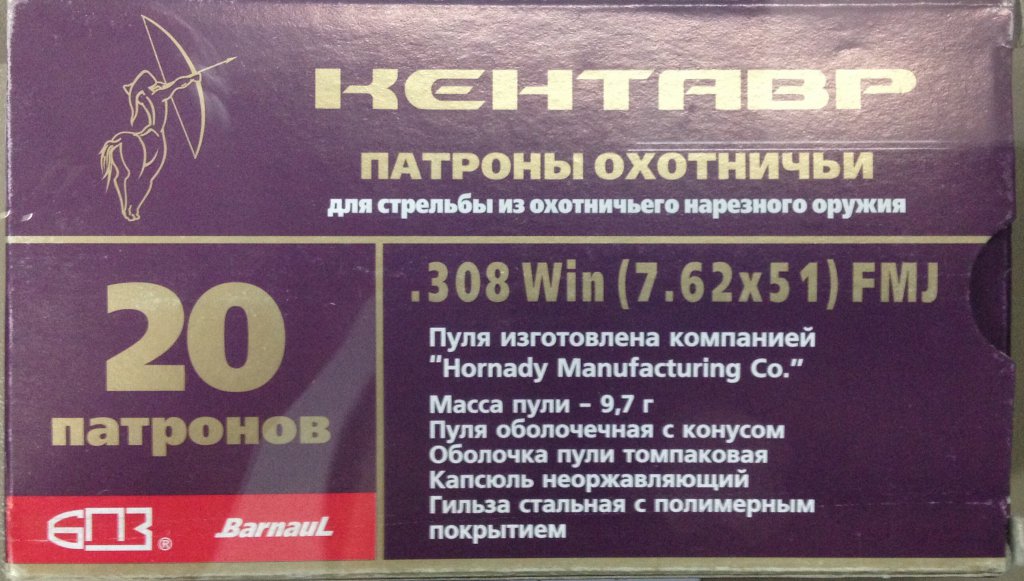 КЕНТАВР
ПАТРОНЫ ОХОТНИЧЬИ
для стрельбы из охотничьего нарезного оружия
20
патронов
БПЗ ®
Barnaul
.308 Win (7.62x51) FMJ
Пуля изготовлена компанией
"Hornady Manufacturing Co."
Масса пули – 9,7 г
Пуля оболочечная с конусом
Оболочка пули томпаковая
Капсюль неоржавляющий
Гильза стальная с полимерным
покрытием